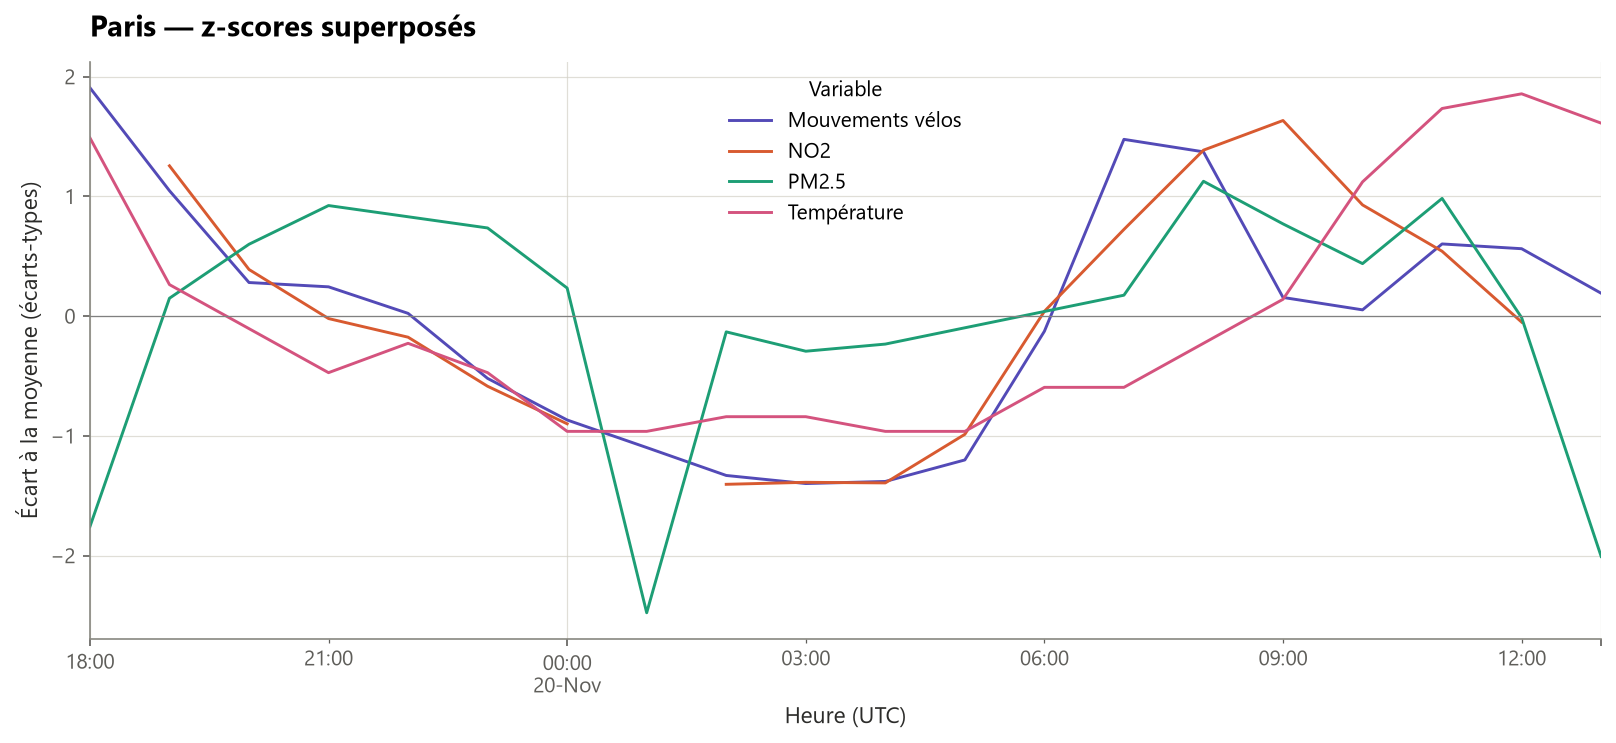 Paris — z-scores superposés
Variable
Mouvements vélos
NO2
PM2.5
Température
Écart à la moyenne (écarts-types)
2
1
0
−1
−2
18:00
21:00
00:00
20-Nov
03:00
06:00
09:00
12:00
Heure (UTC)